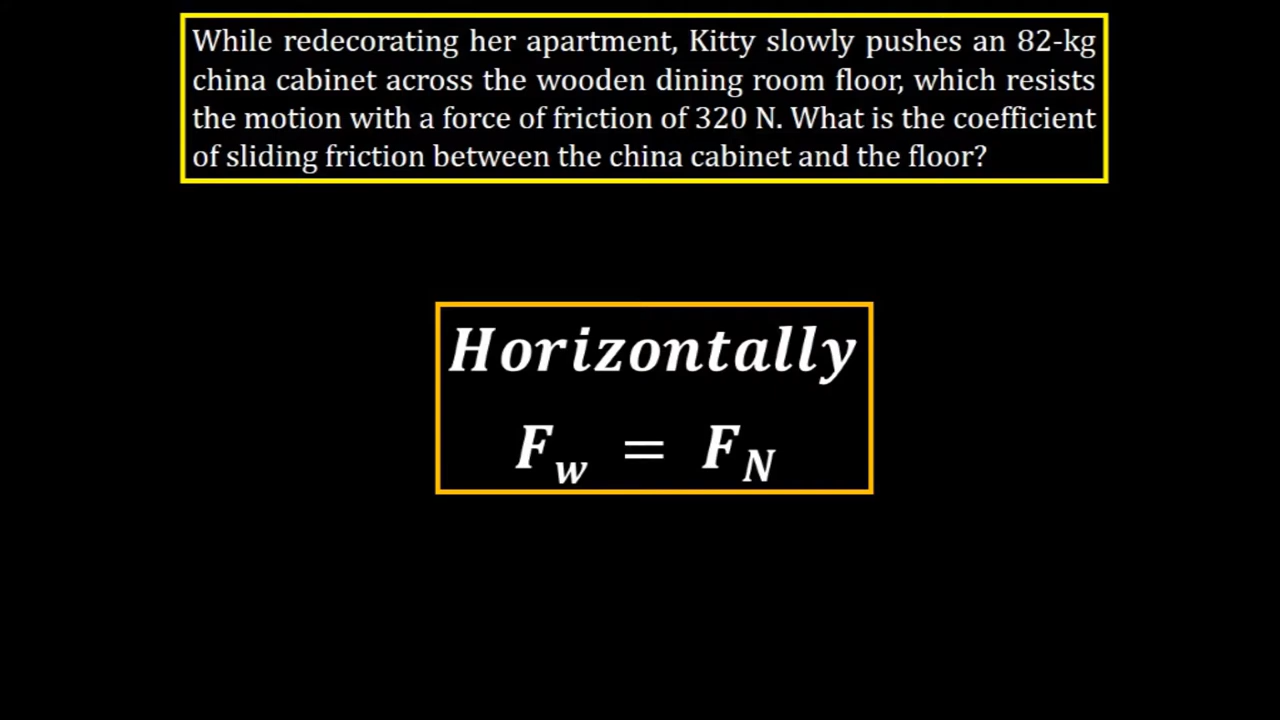 While redecorating her apartment, Kitty slowly pushes an 82-kg
china cabinet across the wooden dining room floor, which resists
the motion with a force of friction of 320 N. What is the coefficient
of sliding friction between the china cabinet and the floor?
Horizontally
F_w = F_N